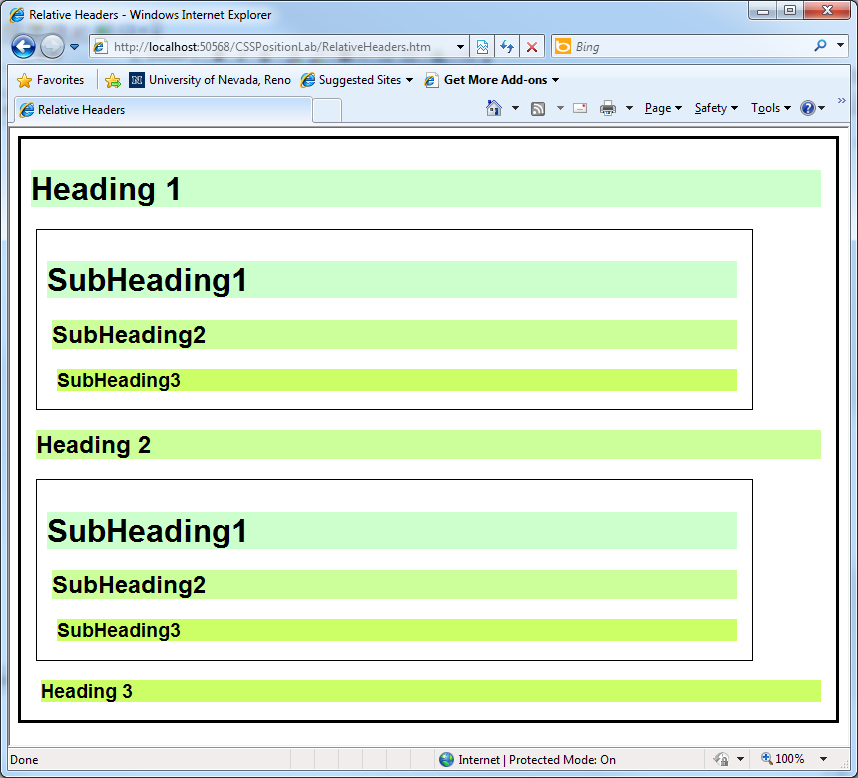 Relative Headers - Windows Internet Explorer
http://localhost:50568/CSSPositionLab/RelativeHeaders.htm
Bing
Favorites
University of Nevada, Reno
Suggested Sites
Get More Add-ons
Relative Headers
Page
Safety
Tools
Heading 1
SubHeading1
SubHeading2
SubHeading3
Heading 2
SubHeading1
SubHeading2
SubHeading3
Heading 3
Done
Internet | Protected Mode: On
100%